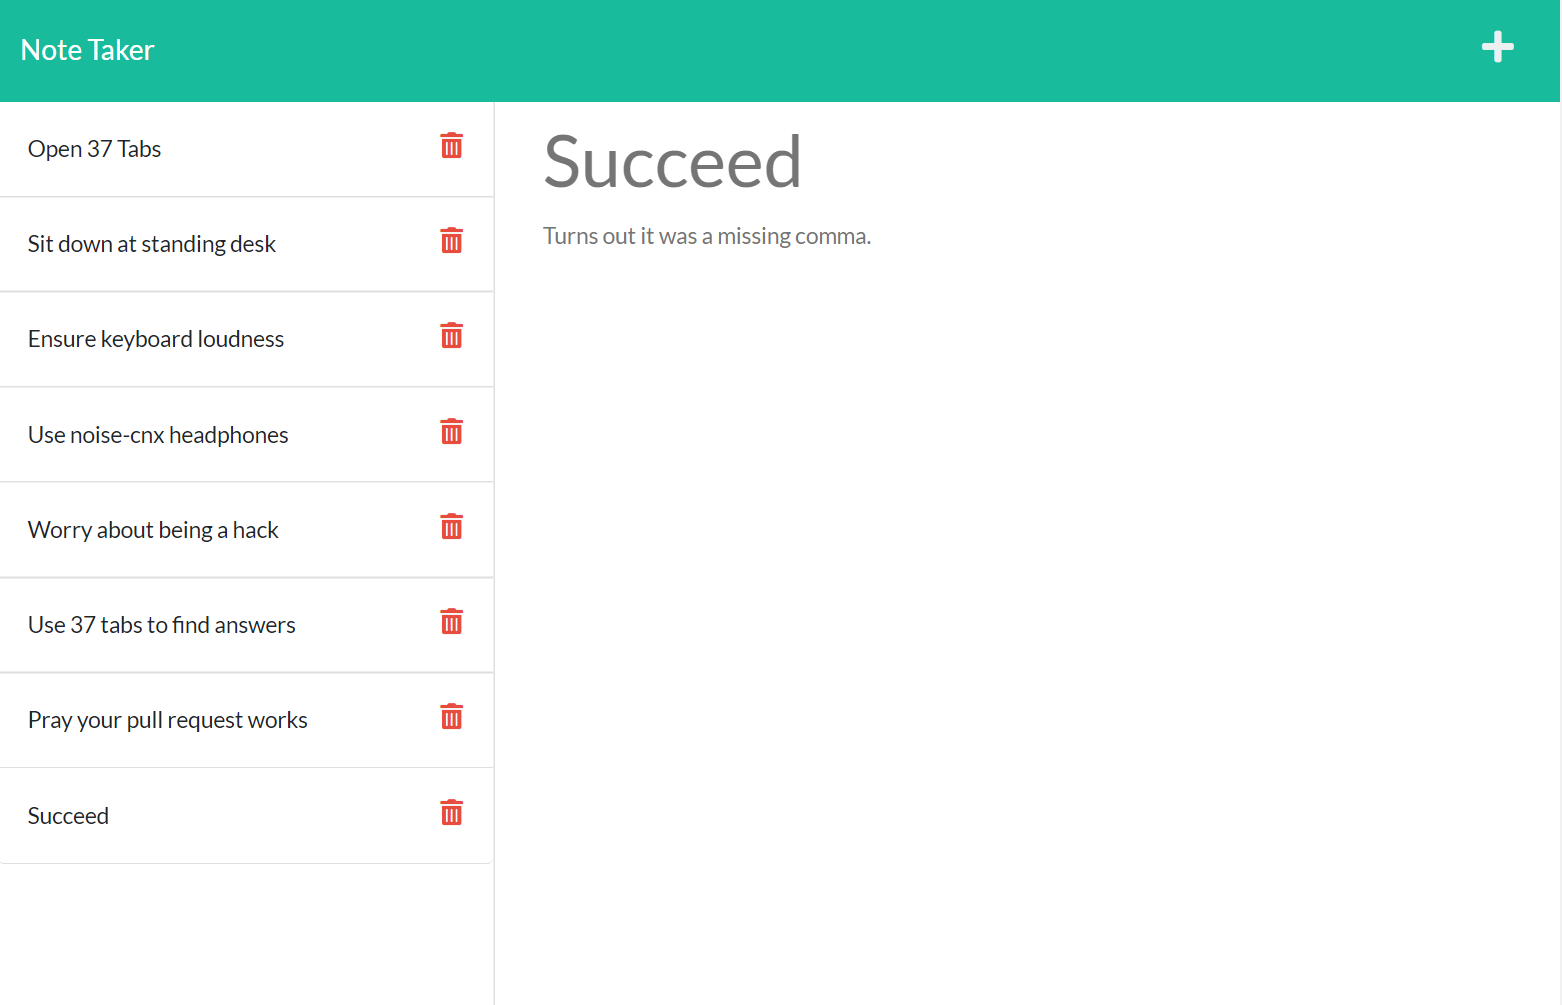 Note Taker
Open 37 Tabs
Sit down at standing desk
Ensure keyboard loudness
Use noise-cnx headphones
Worry about being a hack
Use 37 tabs to find answers
Pray your pull request works
Succeed
Succeed
Turns out it was a missing comma.